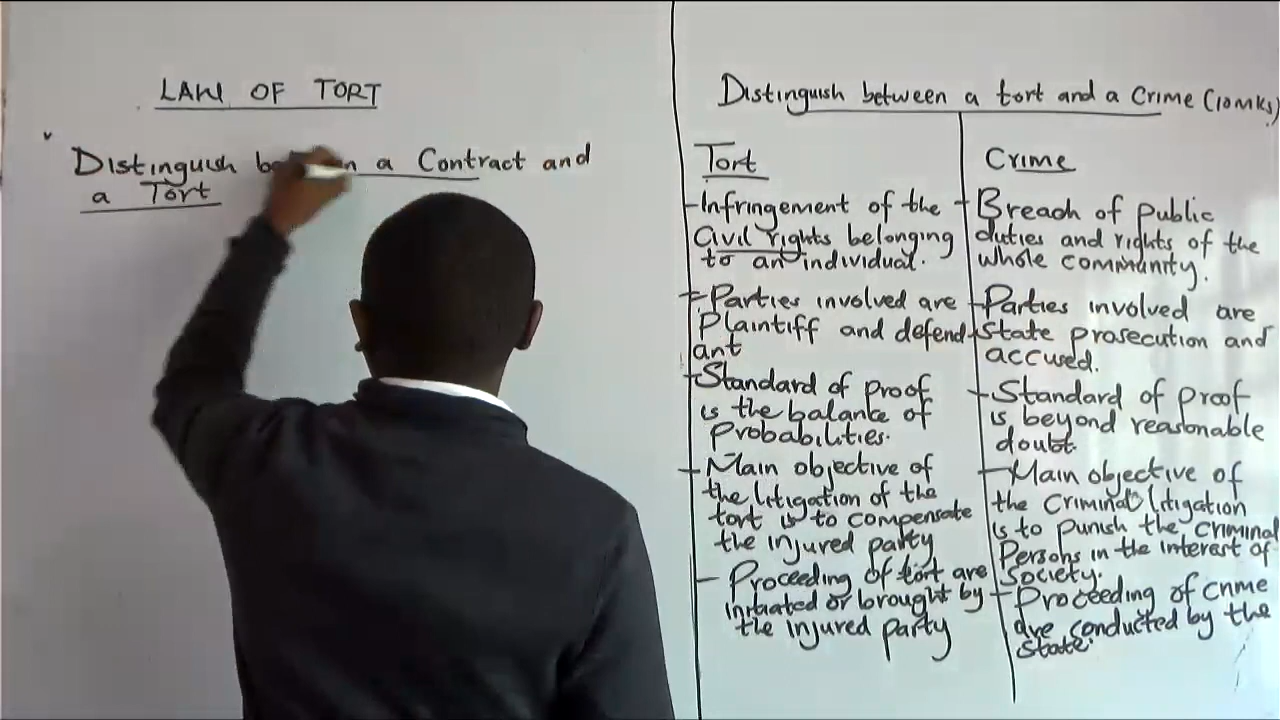 LAW OF TORT
Distinguish be n a Contract and
a Tort
Distinguish between a tort and a Crime (10mks)
Tort
- Infringement of the
Civil rights belonging
to an individual.
- Parties involved are
Plaintiff and defend
ant
- Standard of proof
is the balance of
Probabilities.
- Main objective of
the litigation of the
tort is to compensate
the injured party
- Proceeding of tort are
initiated or brought by
the injured party
Crime
- Breach of public
duties and rights of the
whole community.
- Parties involved are
State prosecution and
accused.
- Standard of proof
is beyond reasonable
doubt.
- Main objective of
the criminal litigation
is to punish the criminal
Persons in the interest of
society.
- Proceeding of crime
are conducted by the
state.